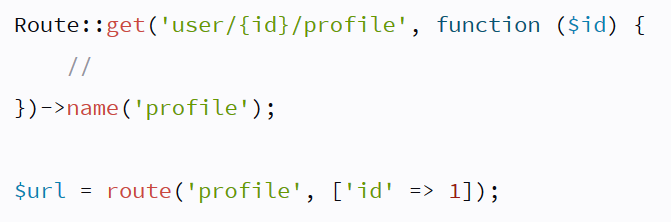 Route::get('user/{id}/profile', function ($id) {
    //
})->name('profile');

$url = route('profile', ['id' => 1]);